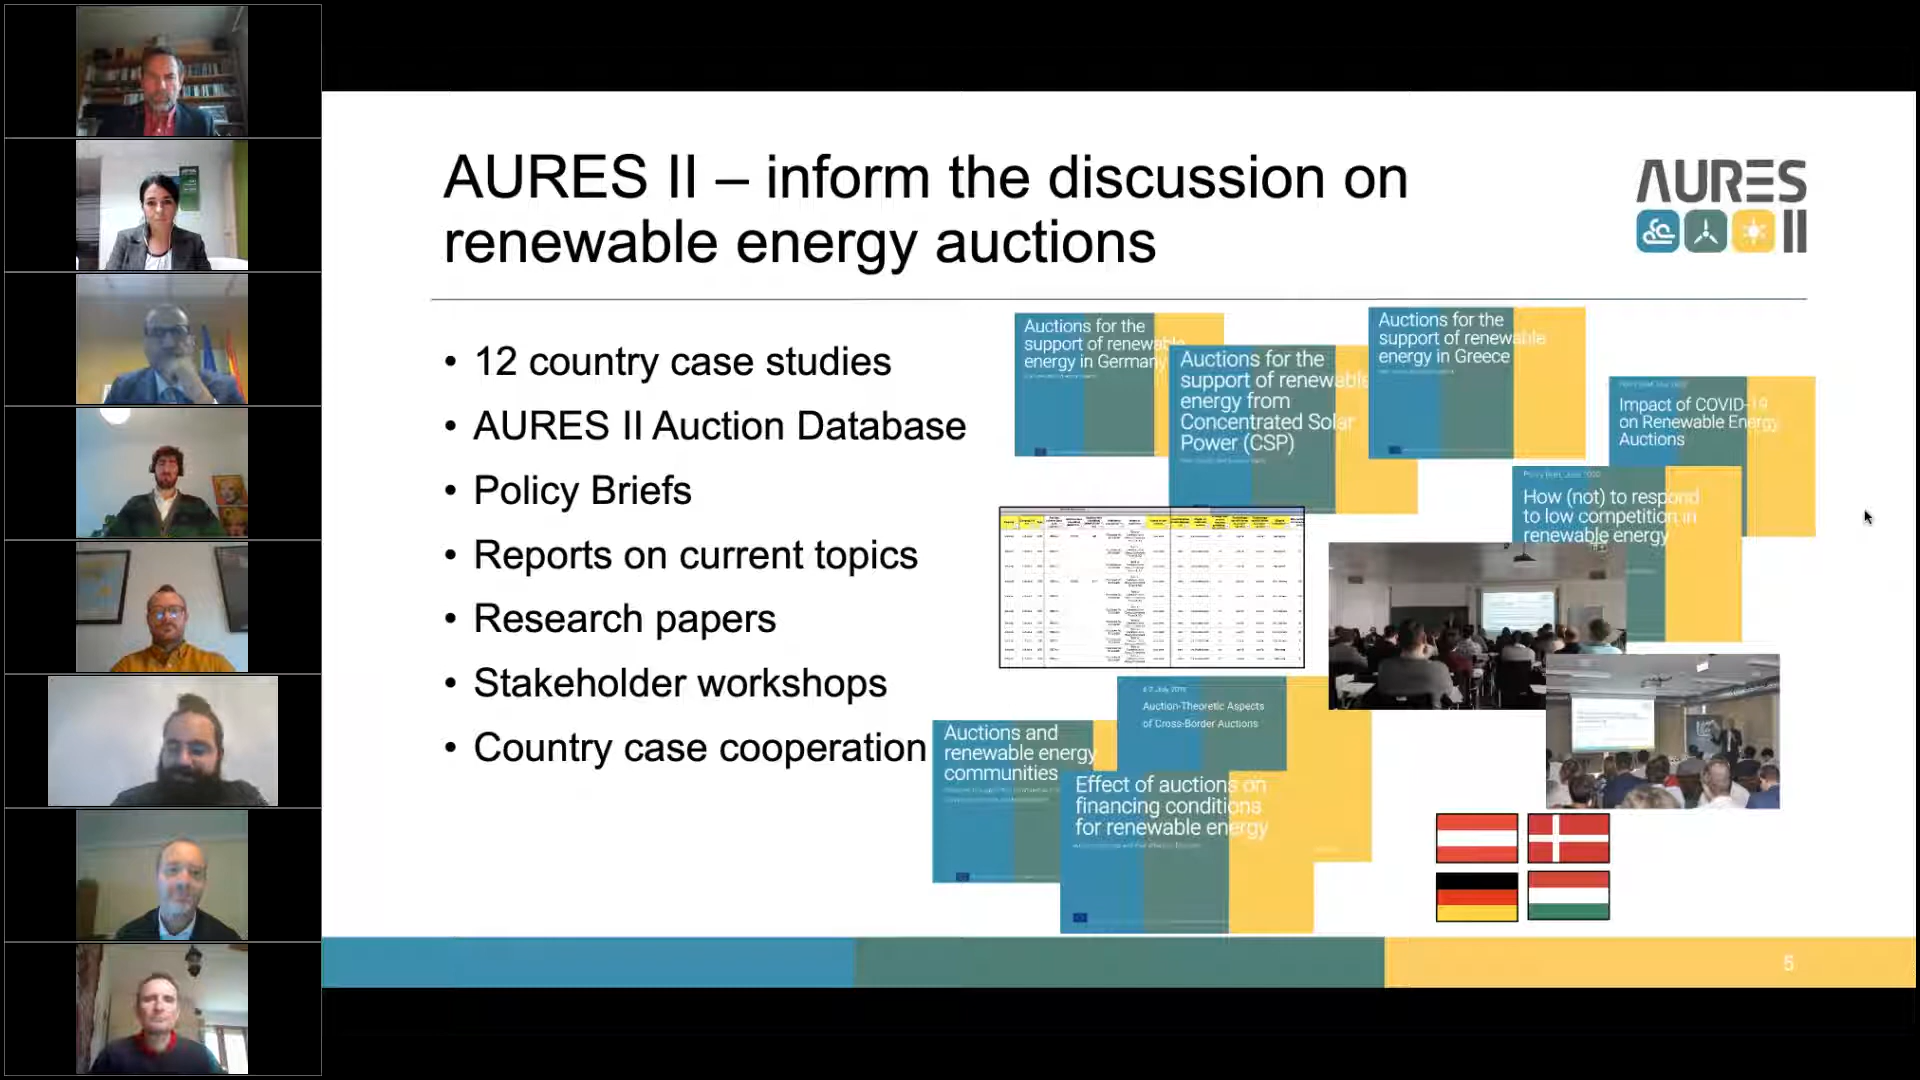 AURES II – inform the discussion on
renewable energy auctions
AURES
II
• 12 country case studies
• AURES II Auction Database
• Policy Briefs
• Reports on current topics
• Research papers
• Stakeholder workshops
• Country case cooperation
Auctions for the
support of renewable
energy in Germany
Auctions for the
support of renewable
energy from
Concentrated Solar
Power (CSP)
Auctions for the
support of renewable
energy in Greece
Impact of COVID-19
on Renewable Energy
Auctions
How (not) to respond
to low competition in
renewable energy
Auction-Theoretic Aspects
of Cross-Border Auctions
Auctions and
renewable energy
communities
Effect of auctions on
financing conditions
for renewable energy
5